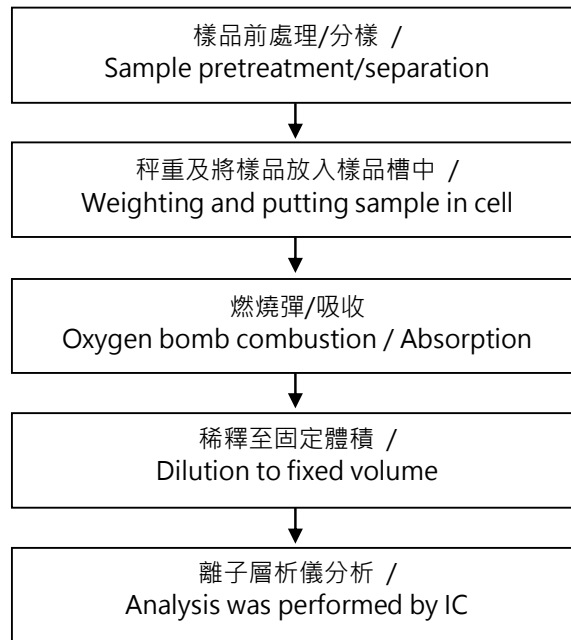 樣品前處理/分樣 /
Sample pretreatment/separation
秤重及將樣品放入樣品槽中 /
Weighting and putting sample in cell
燃燒彈/吸收
Oxygen bomb combustion / Absorption
稀釋至固定體積 /
Dilution to fixed volume
離子層析儀分析 /
Analysis was performed by IC